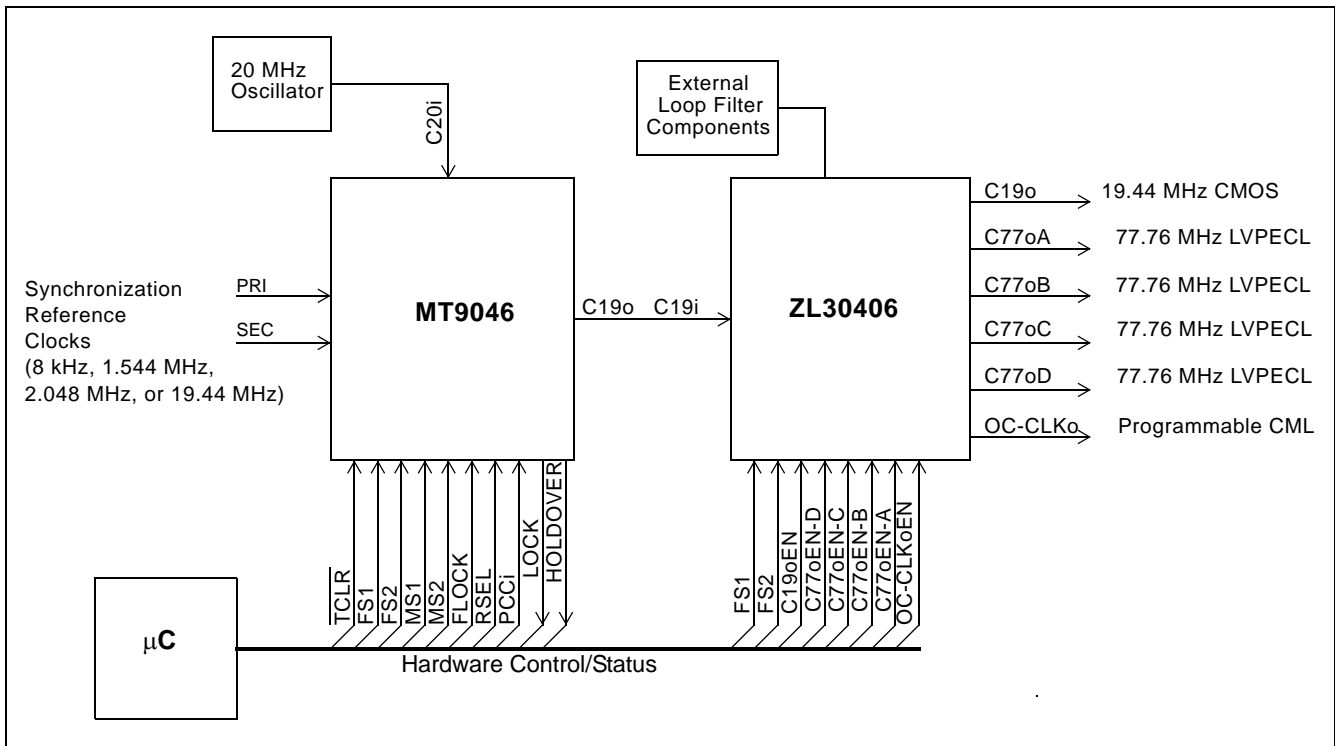 20 MHz
Oscillator
C20i
External
Loop Filter
Components
Synchronization
Reference
Clocks
(8 kHz, 1.544 MHz,
2.048 MHz, or 19.44 MHz)
PRI
SEC
MT9046
C19o C19i
ZL30406
C19o 19.44 MHz CMOS
C77oA 77.76 MHz LVPECL
C77oB 77.76 MHz LVPECL
C77oC 77.76 MHz LVPECL
C77oD 77.76 MHz LVPECL
OC-CLKo Programmable CML
TCLR
FS1
FS2
MS1
MS2
FLOCK
RSEL
PCCi
LOCK
HOLDOVER
FS1
FS2
C19oEN
C77oEN-D
C77oEN-C
C77oEN-B
C77oEN-A
OC-CLKoEN
μC
Hardware Control/Status